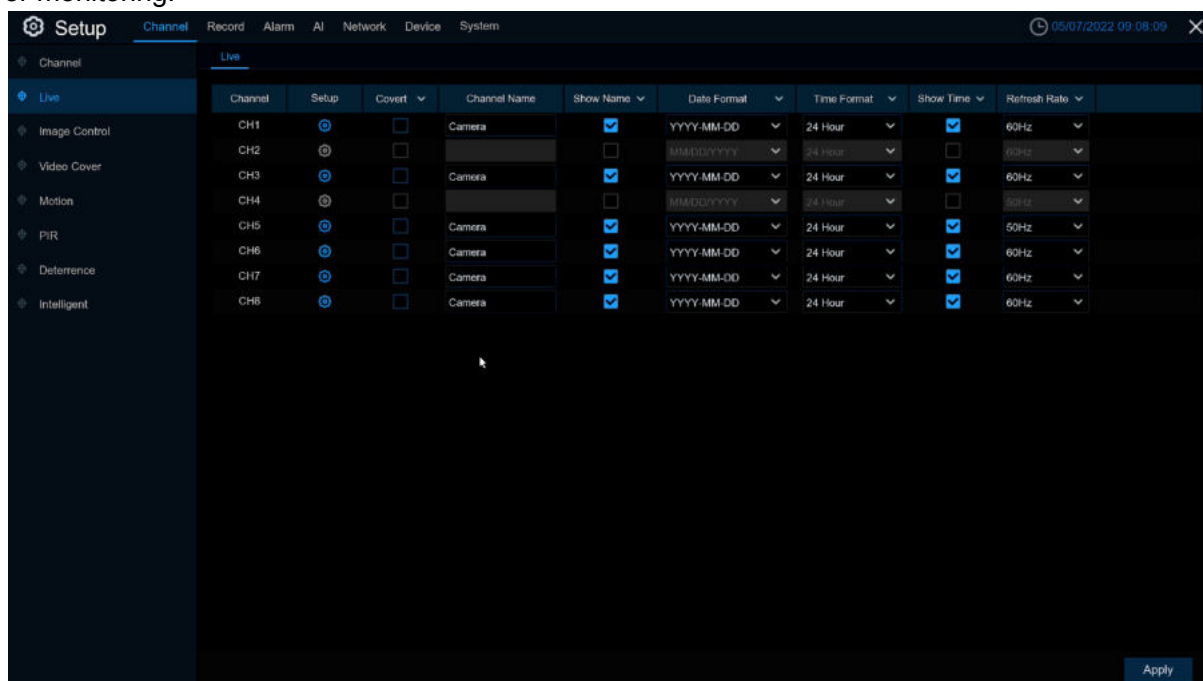 or monitoring.
Setup Channel Record Alarm AI Network Device System 05/07/2022 09:08:09
Channel
Live
Image Control
Video Cover
Motion
PIR
Deterrence
Intelligent
Live
Channel Setup Covert Channel Name Show Name Date Format Time Format Show Time Refresh Rate
CH1 Camera YYYY-MM-DD 24 Hour 60Hz
CH2 MM/DD/YYYY 24 Hour 60Hz
CH3 Camera YYYY-MM-DD 24 Hour 60Hz
CH4 MM/DD/YYYY 24 Hour 50Hz
CH5 Camera YYYY-MM-DD 24 Hour 50Hz
CH6 Camera YYYY-MM-DD 24 Hour 60Hz
CH7 Camera YYYY-MM-DD 24 Hour 60Hz
CH8 Camera YYYY-MM-DD 24 Hour 60Hz
Apply